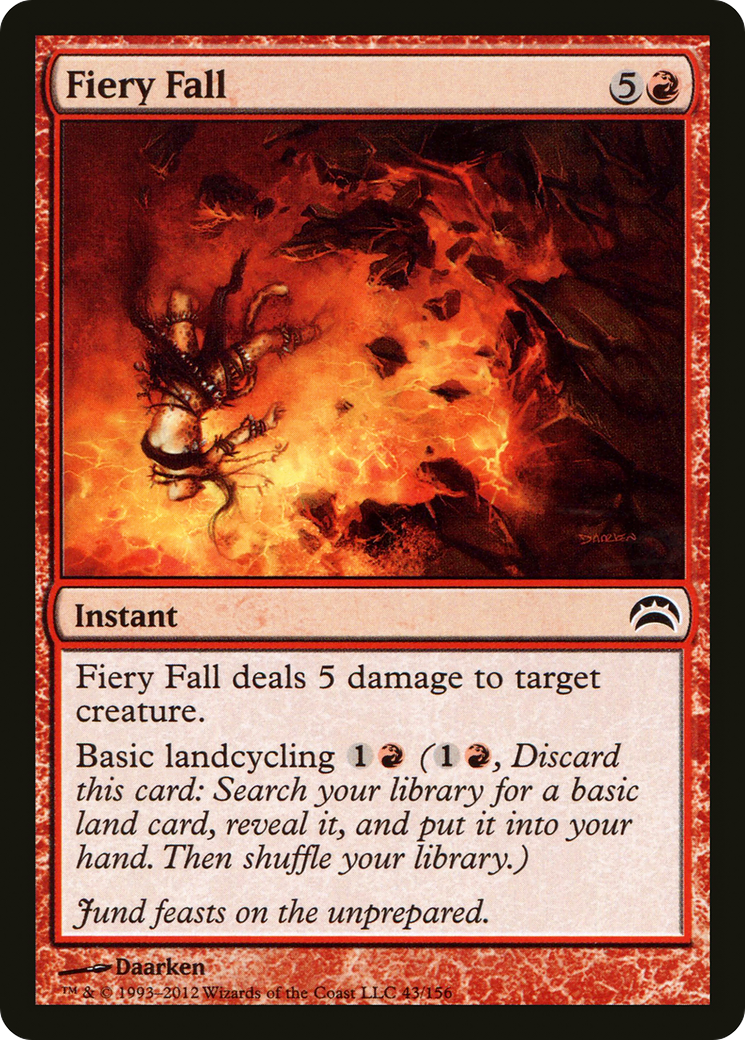 Fiery Fall 5
DAARKEN
Instant
Fiery Fall deals 5 damage to target
creature.
Basic landcycling 1 (1, Discard
this card: Search your library for a basic
land card, reveal it, and put it into your
hand. Then shuffle your library.)
Jund feasts on the unprepared.
Daarken
™ & © 1993–2012 Wizards of the Coast LLC 43/156